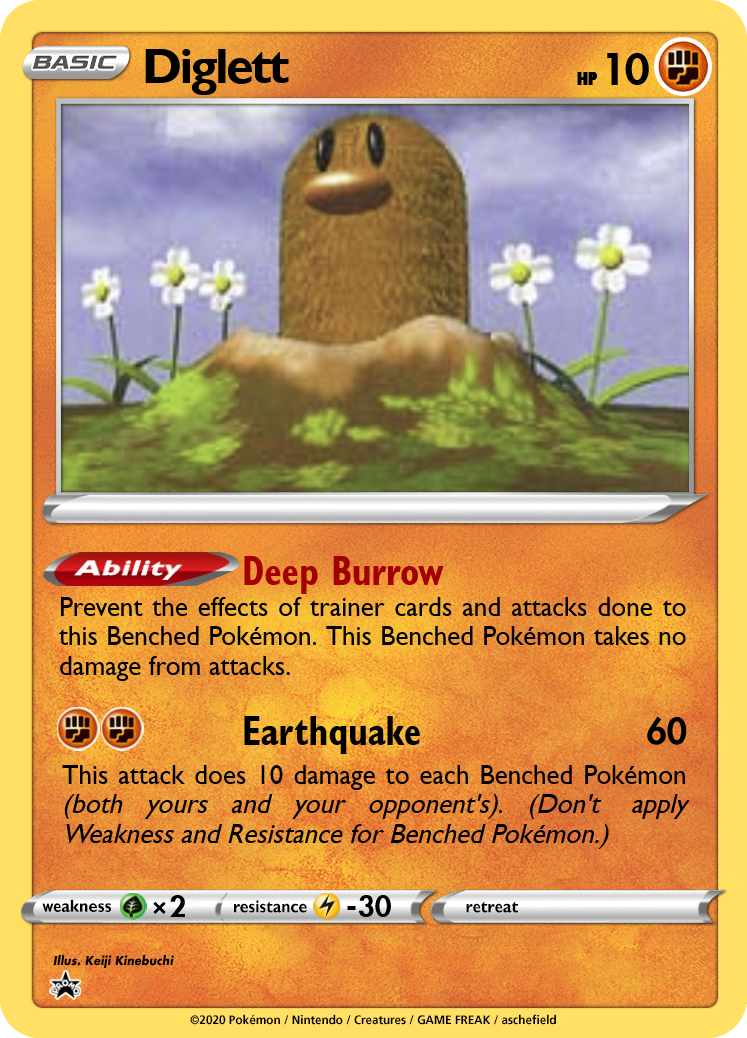 BASIC Diglett HP 10
Ability Deep Burrow
Prevent the effects of trainer cards and attacks done to
this Benched Pokémon. This Benched Pokémon takes no
damage from attacks.
Earthquake 60
This attack does 10 damage to each Benched Pokémon
(both yours and your opponent's). (Don't apply
Weakness and Resistance for Benched Pokémon.)
weakness ×2 resistance -30 retreat
Illus. Keiji Kinebuchi
PROMO
©2020 Pokémon / Nintendo / Creatures / GAME FREAK / aschefield